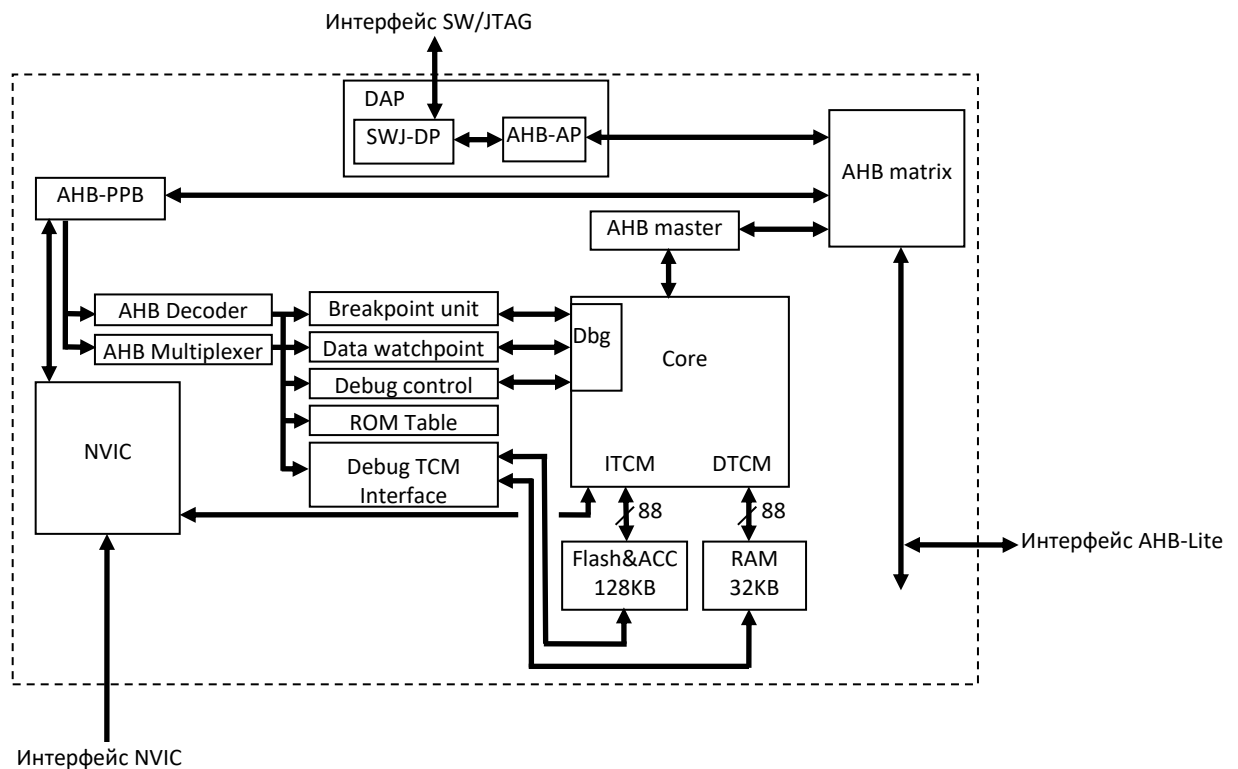 Интерфейс SW/JTAG
DAP
SWJ-DP
AHB-AP
AHB matrix
AHB-PPB
AHB master
AHB Decoder
Breakpoint unit
Dbg
Core
AHB Multiplexer
Data watchpoint
Debug control
ROM Table
NVIC
Debug TCM
Interface
ITCM
DTCM
88
88
Flash&ACC
128KB
RAM
32KB
Интерфейс AHB-Lite
Интерфейс NVIC